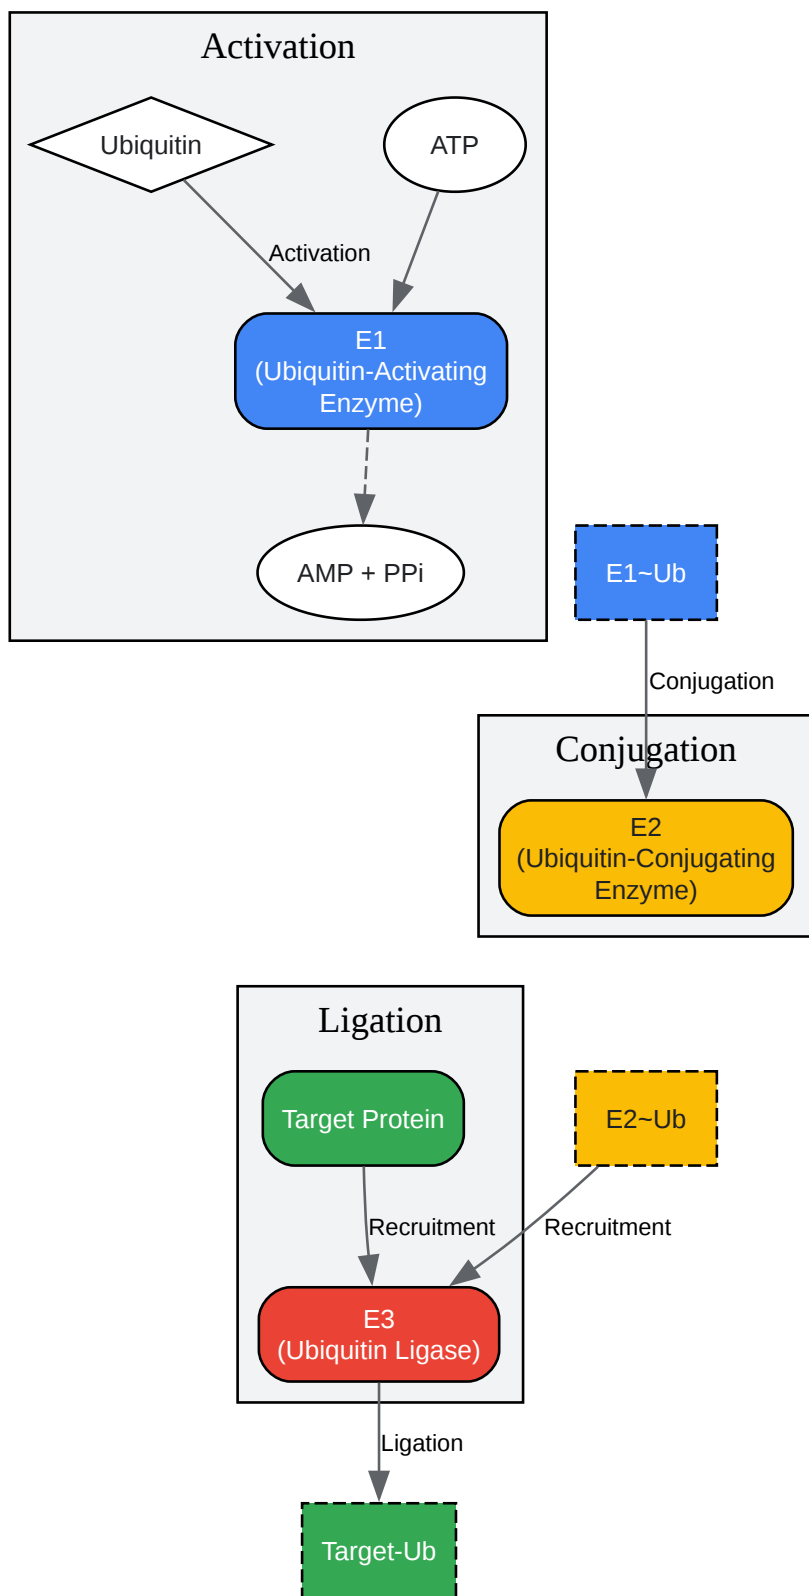 Activation
Ubiquitin
ATP
Activation
E1
(Ubiquitin-Activating
Enzyme)
AMP + PPi
E1~Ub
Conjugation
Conjugation
E2
(Ubiquitin-Conjugating
Enzyme)
Ligation
Target Protein
E2~Ub
Recruitment
Recruitment
E3
(Ubiquitin Ligase)
Ligation
Target-Ub